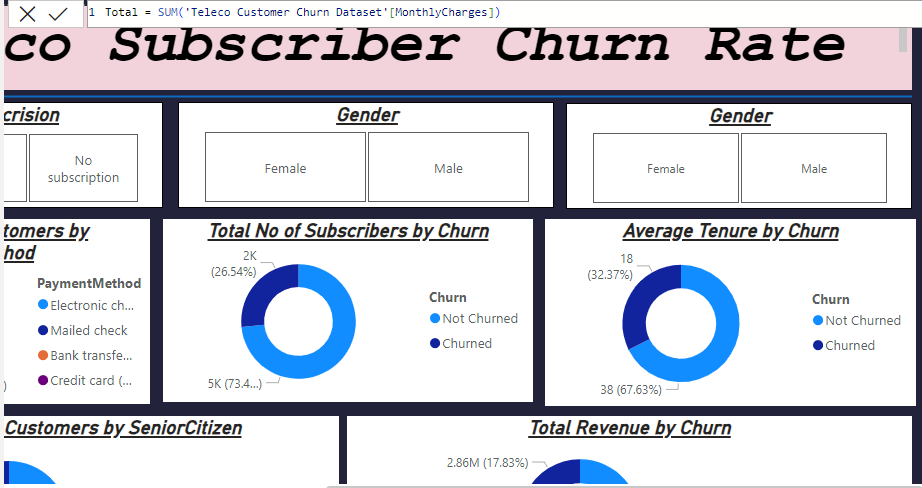 1 Total = SUM('Teleco Customer Churn Dataset'[MonthlyCharges])
co Subscriber Churn Rate
crision
No
subscription
Gender
Female
Male
Gender
Female
Male
tomers by
hod
PaymentMethod
Electronic ch...
Mailed check
Bank transfe...
Credit card (...
)
Total No of Subscribers by Churn
2K
(26.54%)
5K (73.4...)
Churn
Not Churned
Churned
Average Tenure by Churn
18
(32.37%)
38 (67.63%)
Churn
Not Churned
Churned
Customers by SeniorCitizen
Total Revenue by Churn
2.86M (17.83%)